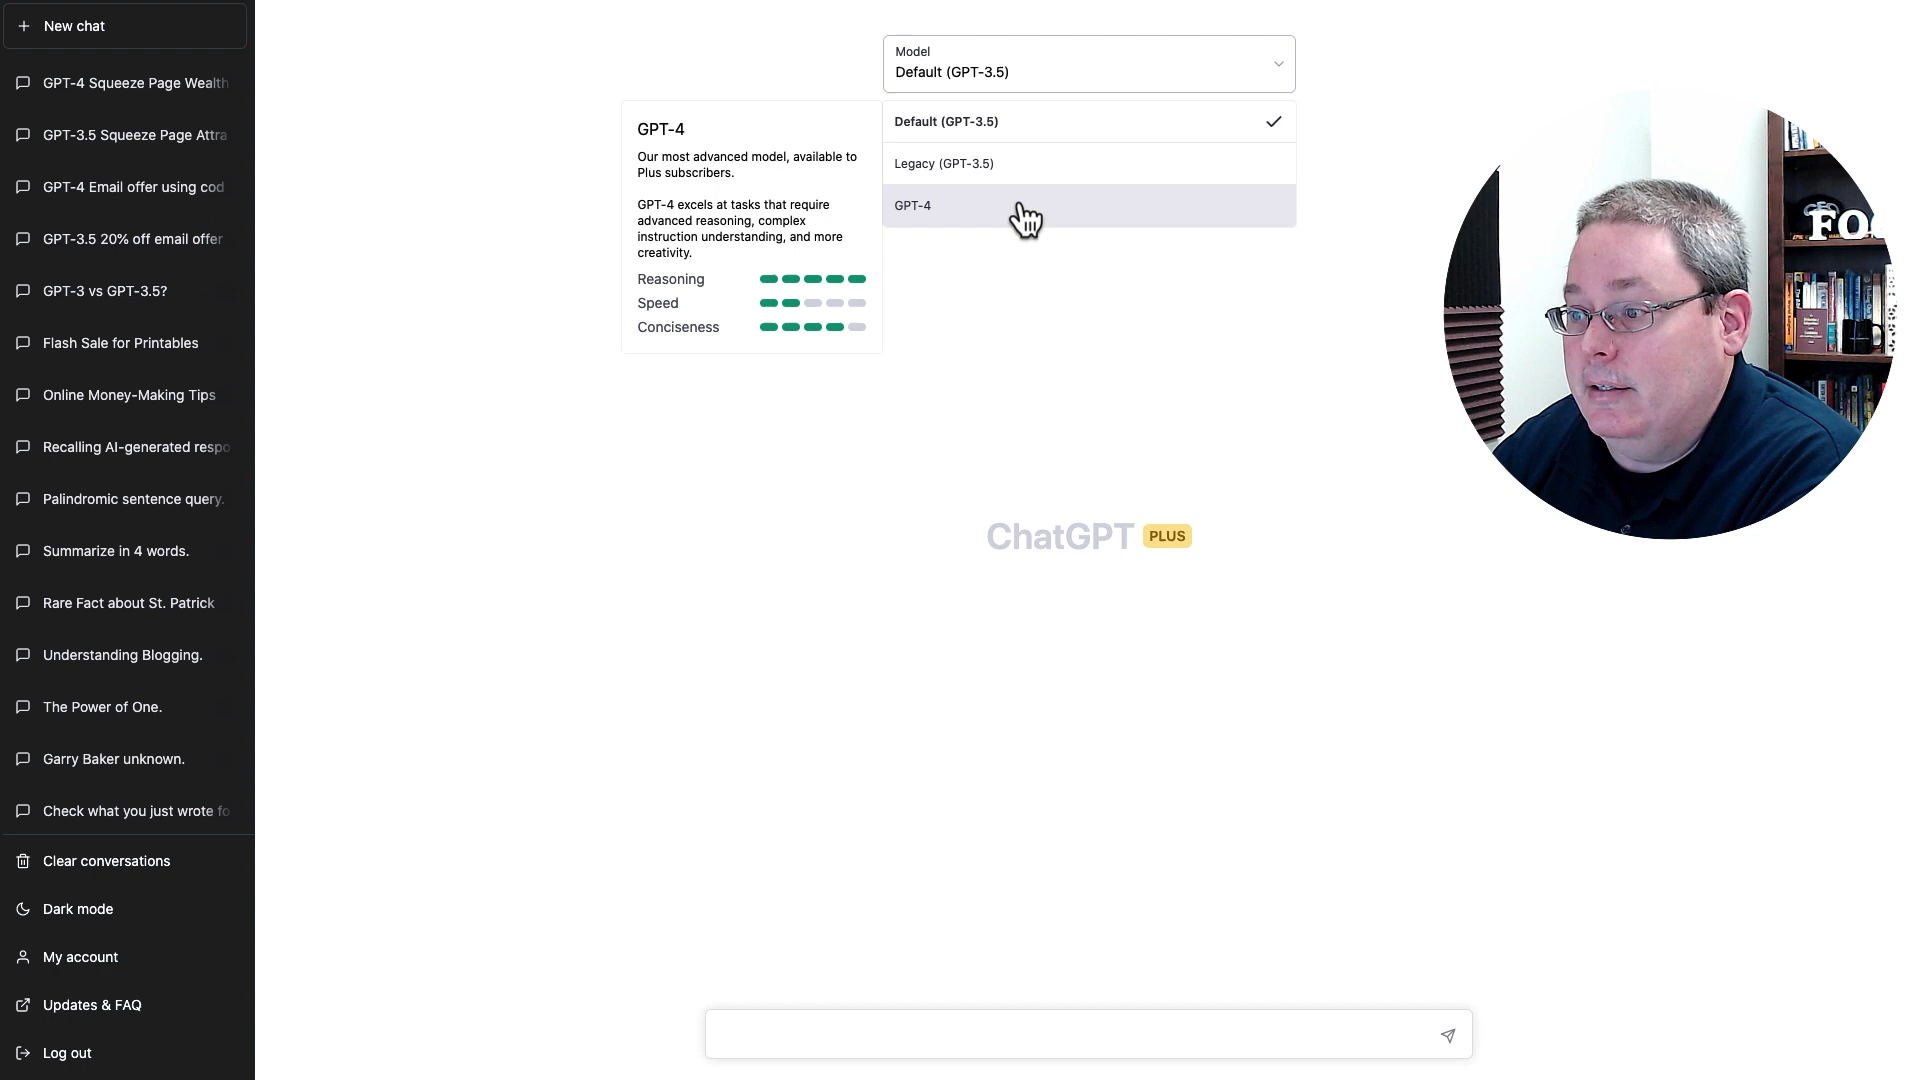 New chat
GPT-4 Squeeze Page Wealth
GPT-3.5 Squeeze Page Attra
GPT-4 Email offer using cod
GPT-3.5 20% off email offer
GPT-3 vs GPT-3.5?
Flash Sale for Printables
Online Money-Making Tips
Recalling AI-generated respo
Palindromic sentence query.
Summarize in 4 words.
Rare Fact about St. Patrick
Understanding Blogging.
The Power of One.
Garry Baker unknown.
Check what you just wrote fo
Clear conversations
Dark mode
My account
Updates & FAQ
Log out
Model
Default (GPT-3.5)
Default (GPT-3.5)
Legacy (GPT-3.5)
GPT-4
GPT-4
Our most advanced model, available to
Plus subscribers.
GPT-4 excels at tasks that require
advanced reasoning, complex
instruction understanding, and more
creativity.
Reasoning
Speed
Conciseness
ChatGPT PLUS
FO